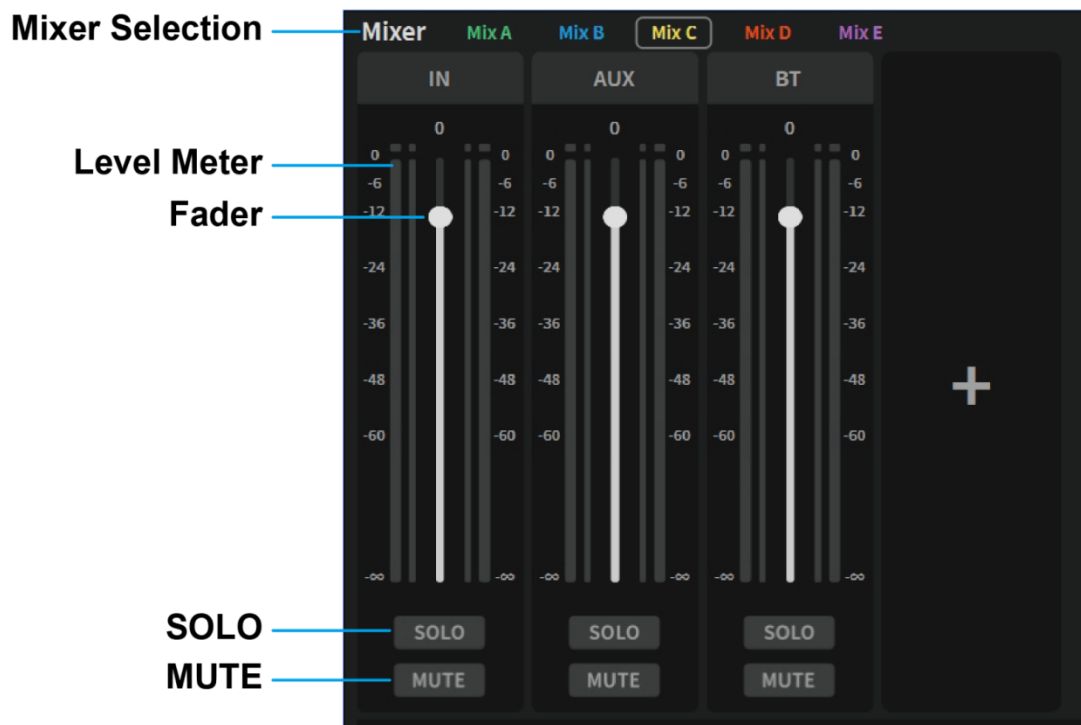 Mixer Selection
Mixer Mix A Mix B Mix C Mix D Mix E
IN AUX BT
0 0 0
Level Meter
0 0 0 0 0 0
-6 -6 -6 -6 -6 -6
Fader
-12 -12 -12 -12 -12 -12
-24 -24 -24 -24 -24 -24
-36 -36 -36 -36 -36 -36
-48 -48 -48 -48 -48 -48
+
-60 -60 -60 -60 -60 -60
-∞ -∞ -∞ -∞ -∞ -∞
SOLO
SOLO SOLO SOLO
MUTE
MUTE MUTE MUTE